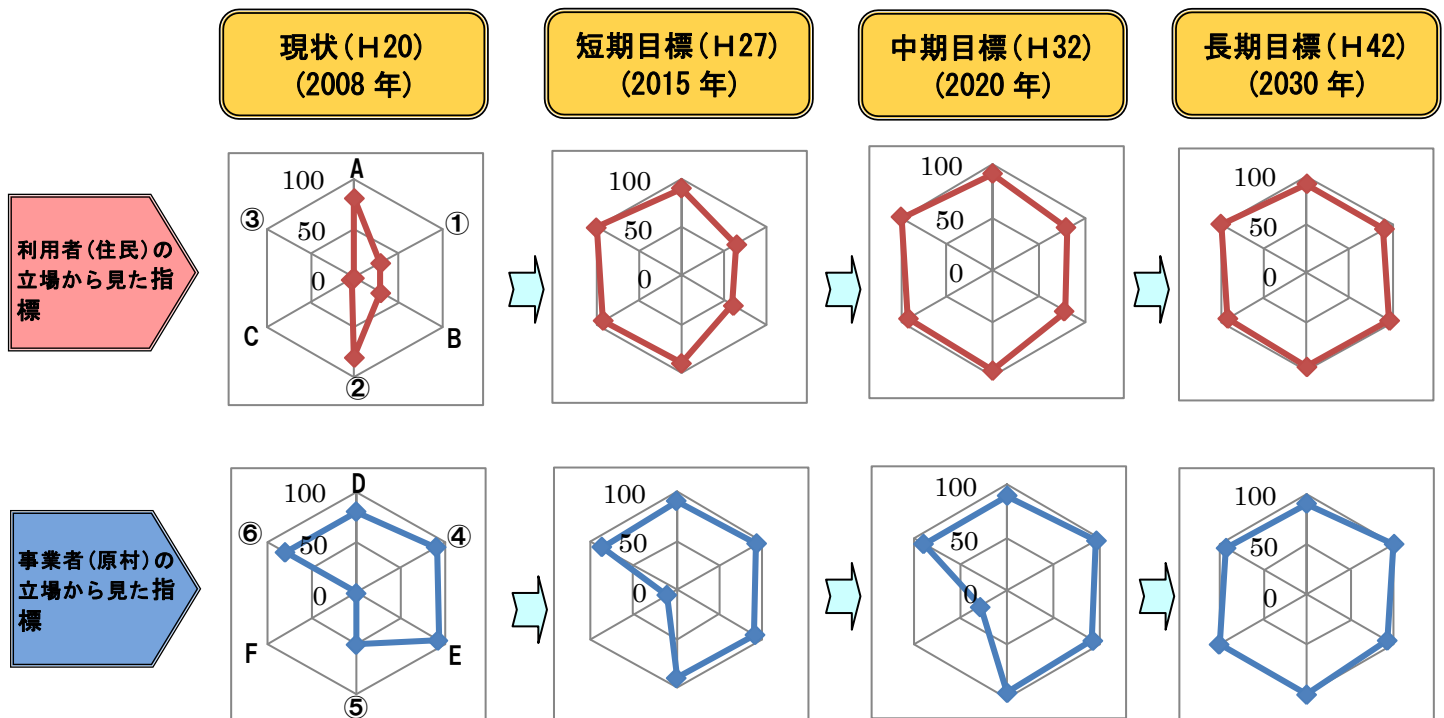 現状(H20)
(2008 年)
短期目標(H27)
(2015 年)
中期目標(H32)
(2020 年)
長期目標(H42)
(2030 年)
利用者(住民)の
立場から見た指
標
A
100
③
①
50
0
C
B
②
100
50
0
100
50
0
100
50
0
事業者(原村)の
立場から見た指
標
D
100
⑥
④
50
0
F
E
⑤
100
50
0
100
50
0
100
50
0